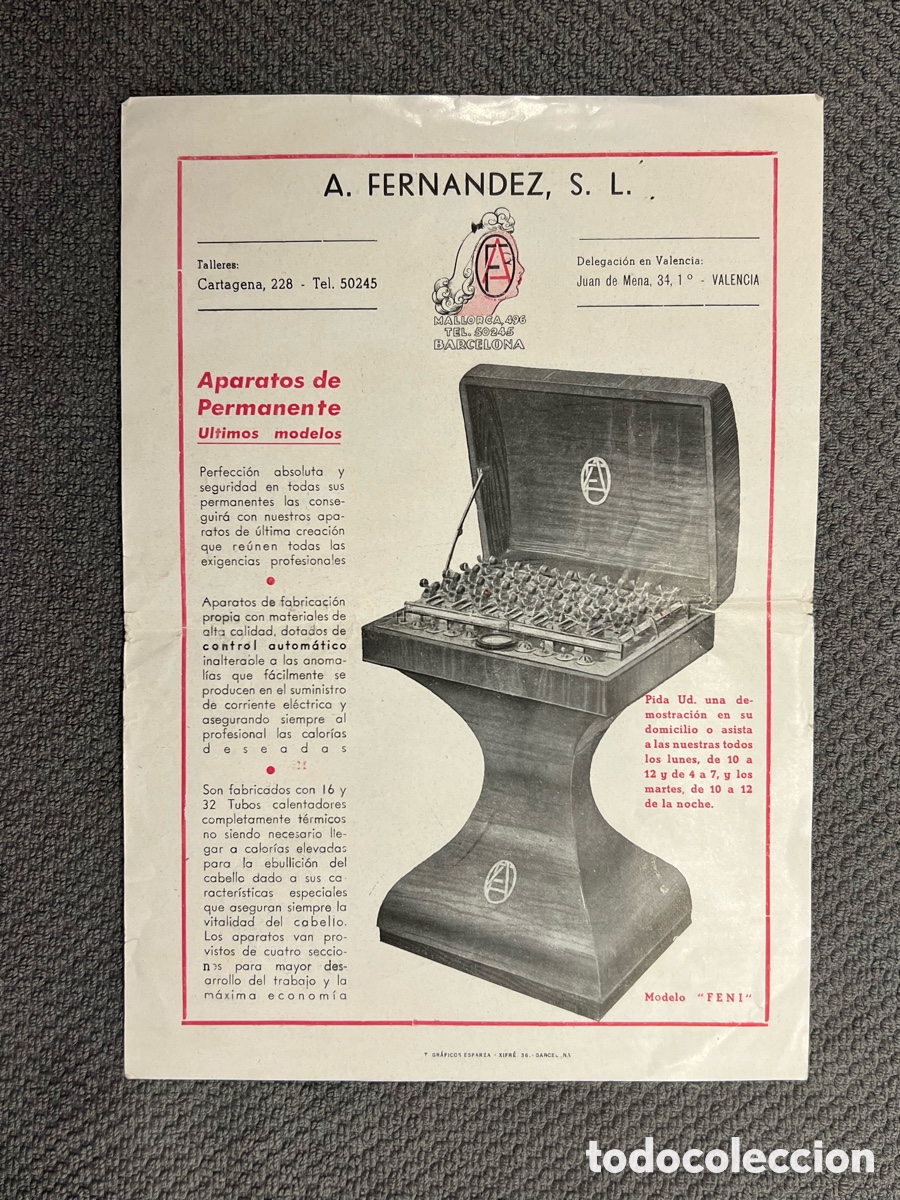 A. FERNANDEZ, S. L.
Talleres:
Cartagena, 228 - Tel. 50245
MALLORCA, 496
TEL. 50245
BARCELONA
Delegación en Valencia:
Juan de Mena, 34, 1º - VALENCIA
Aparatos de
Permanente
Ultimos modelos
Perfección absoluta y
seguridad en todas sus
permanentes las conse-
guirá con nuestros apa-
ratos de última creación
que reúnen todas las
exigencias profesionales
Aparatos de fabricación
propia con materiales de
alta calidad, dotados de
control automático
inalterable a las anoma-
lías que fácilmente se
producen en el suministro
de corriente eléctrica y
asegurando siempre al
profesional las calorías
deseadas
Son fabricados con 16 y
32 Tubos calentadores
completamente térmicos
no siendo necesario lle-
gar a calorías elevadas
para la ebullición del
cabello dado a sus ca-
racterísticas especiales
que aseguran siempre la
vitalidad del cabello.
Los aparatos van pro-
vistos de cuatro seccio-
nes para mayor des-
arrollo del trabajo y la
máxima economía
Pida Ud. una de-
mostración en su
domicilio o asista
a las nuestras todos
los lunes, de 10 a
12 y de 4 a 7, y los
martes, de 10 a 12
de la noche.
Modelo "FENI"
GRÁFICOS ESPARZA - XIFRÉ
todocoleccion